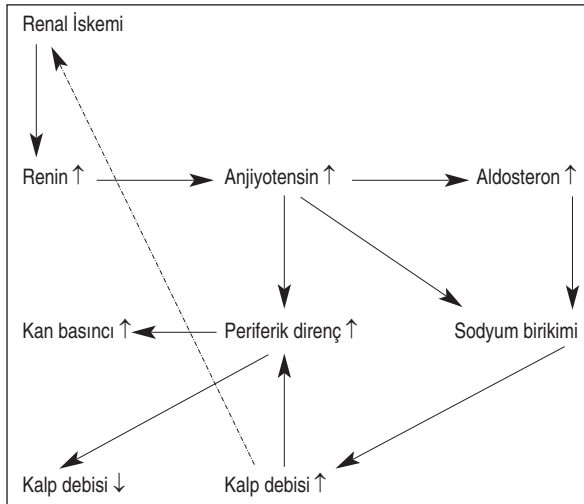 Renal İskemi
Renin ↑ Anjiyotensin ↑ Aldosteron ↑
Kan basıncı ↑ Periferik direnç ↑ Sodyum birikimi
Kalp debisi ↓ Kalp debisi ↑